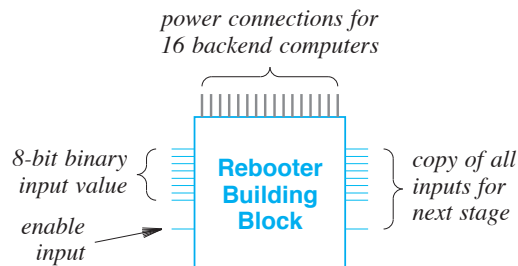 power connections for
16 backend computers
8-bit binary
input value
enable
input
Rebooter
Building
Block
copy of all
inputs for
next stage